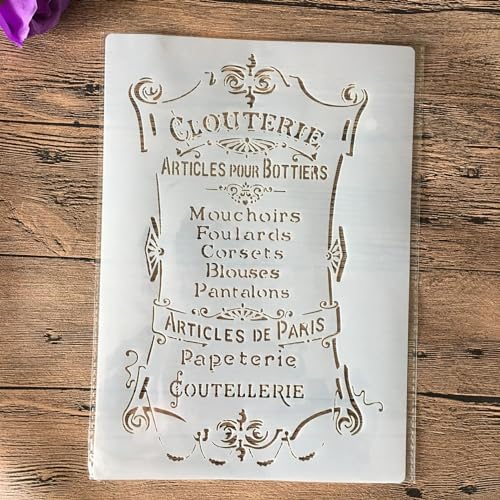 CLOUTERIE
ARTICLES POUR BOTTIERS
Mouchoirs
Foulards
Corsets
Blouses
Pantalons
ARTICLES DE PARIS
Papeterie
COUTELLERIE